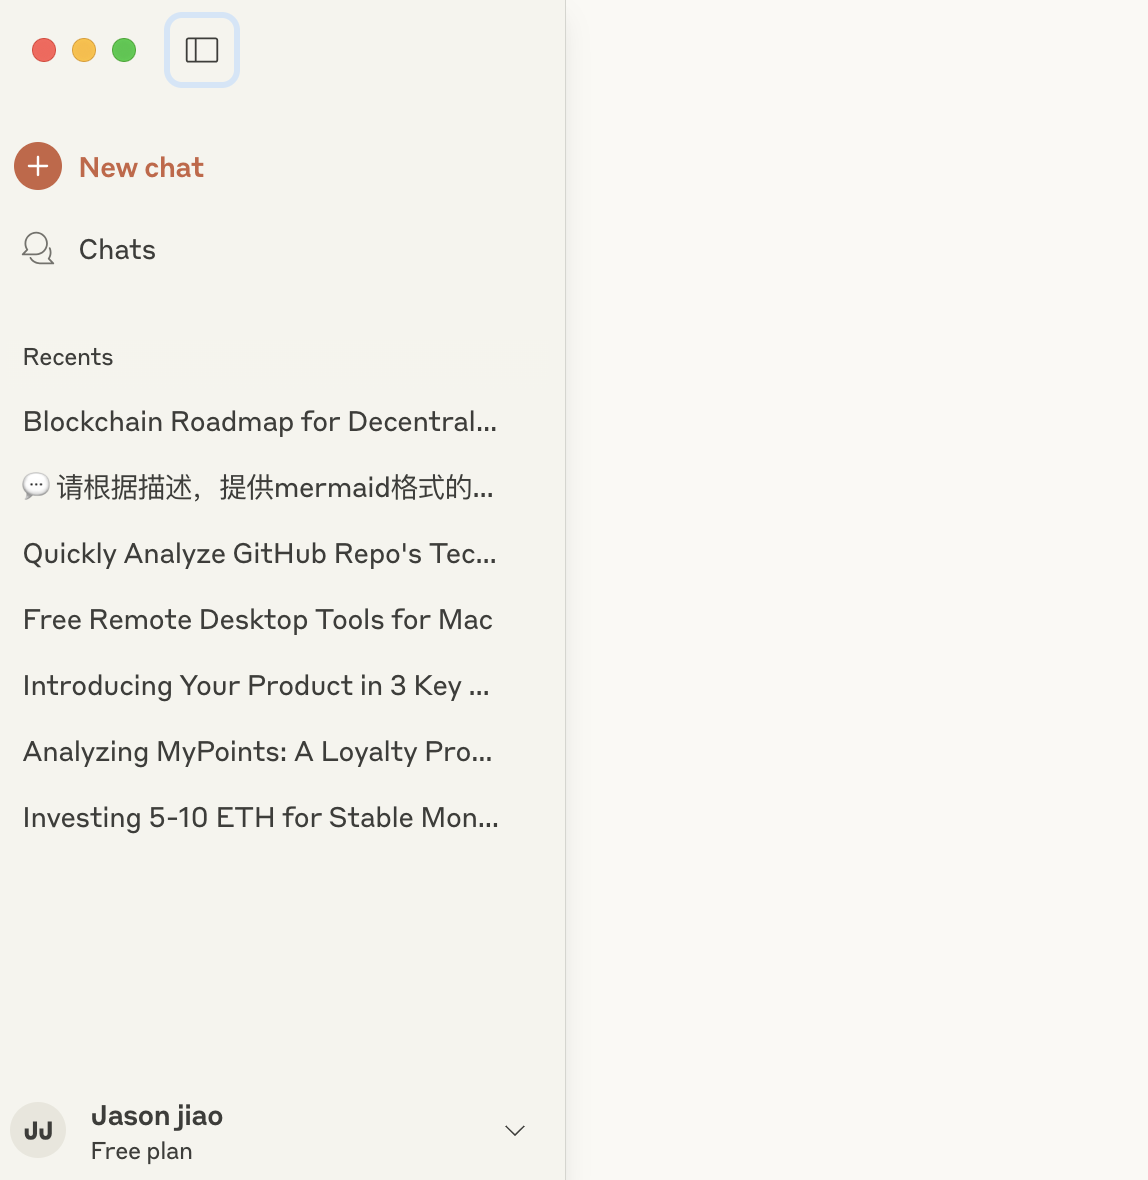 New chat
Chats
Recents
Blockchain Roadmap for Decentral...
💬 请根据描述，提供mermaid格式的...
Quickly Analyze GitHub Repo's Tec...
Free Remote Desktop Tools for Mac
Introducing Your Product in 3 Key ...
Analyzing MyPoints: A Loyalty Pro...
Investing 5-10 ETH for Stable Mon...
JJ
Jason jiao
Free plan